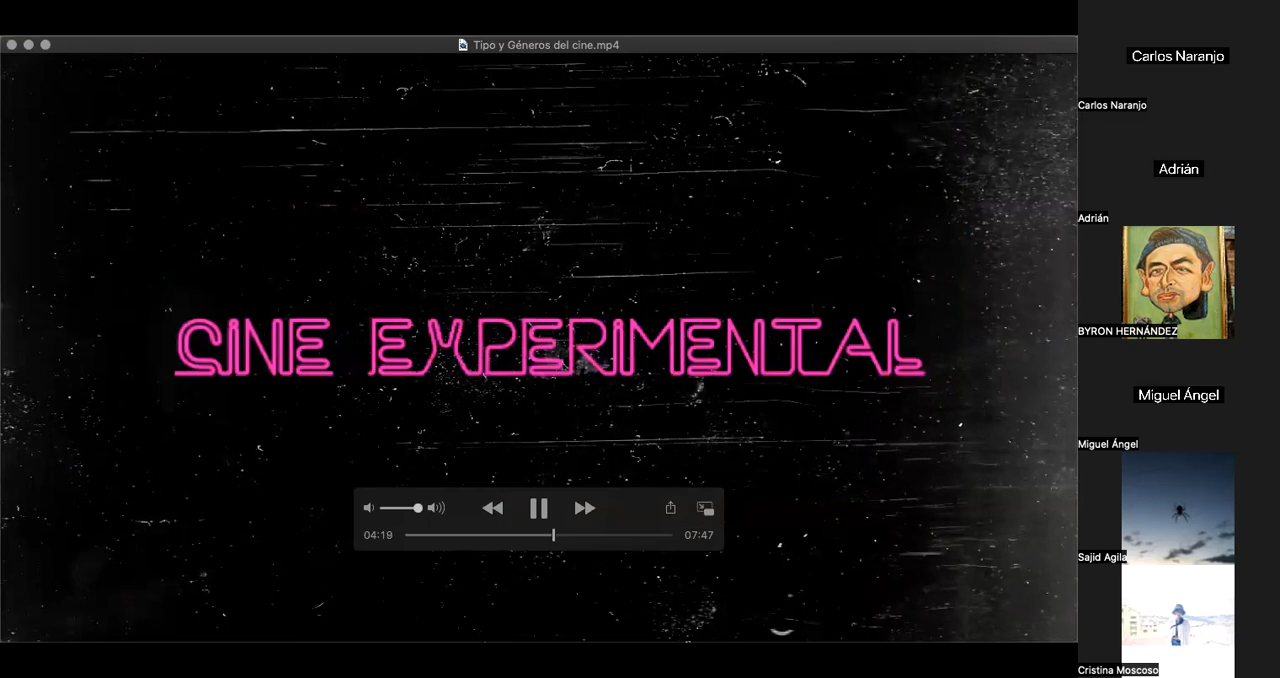 Tipo y Géneros del cine.mp4
CINE EXPERIMENTAL
04:19
07:47
Carlos Naranjo
Carlos Naranjo
Adrián
Adrián
BYRON HERNÁNDEZ
Miguel Ángel
Miguel Ángel
Sajid Agila
Cristina Moscoso